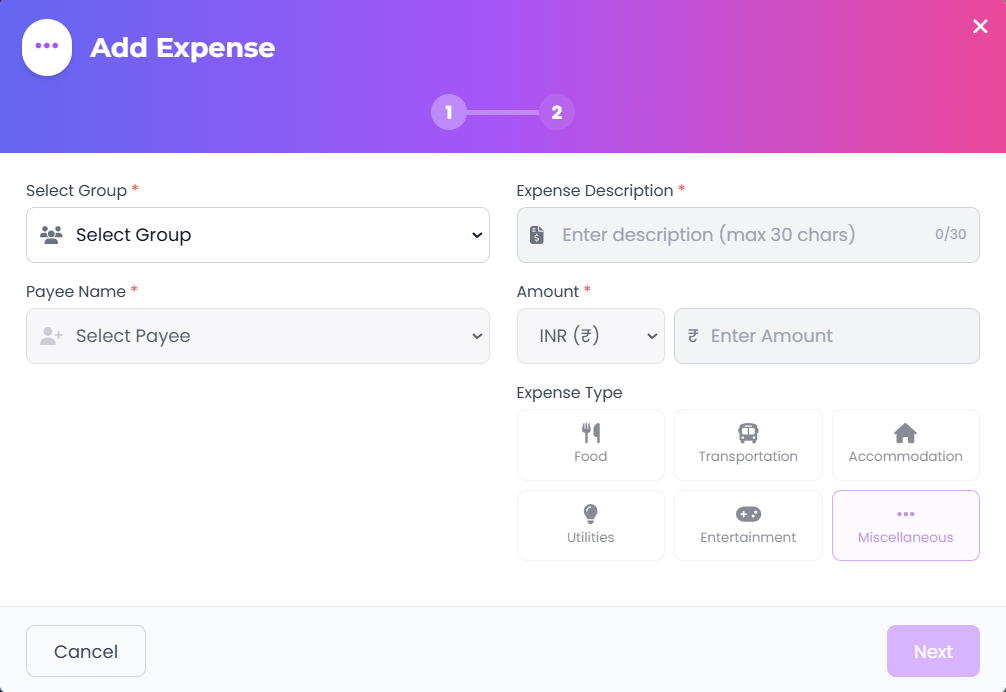 Add Expense
1 2
Select Group *
Select Group
Expense Description *
Enter description (max 30 chars) 0/30
Payee Name *
Select Payee
Amount *
INR (₹) ₹ Enter Amount
Expense Type
Food Transportation Accommodation
Utilities Entertainment Miscellaneous
Cancel Next